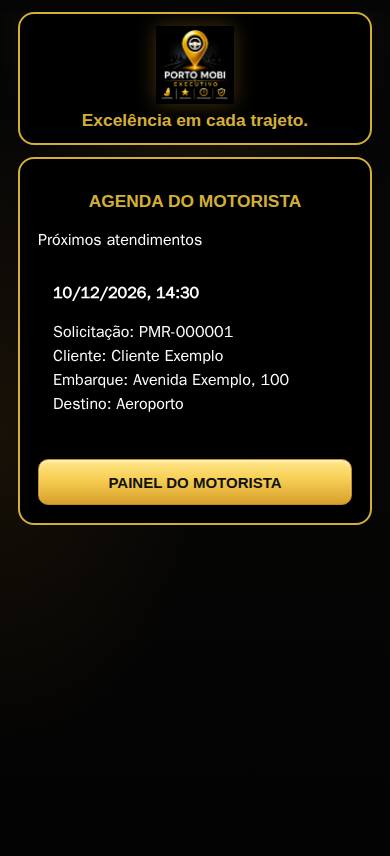 PORTO MOBI
EXECUTIVO
Excelência em cada trajeto.
AGENDA DO MOTORISTA
Próximos atendimentos
10/12/2026, 14:30
Solicitação: PMR-000001
Cliente: Cliente Exemplo
Embarque: Avenida Exemplo, 100
Destino: Aeroporto
PAINEL DO MOTORISTA